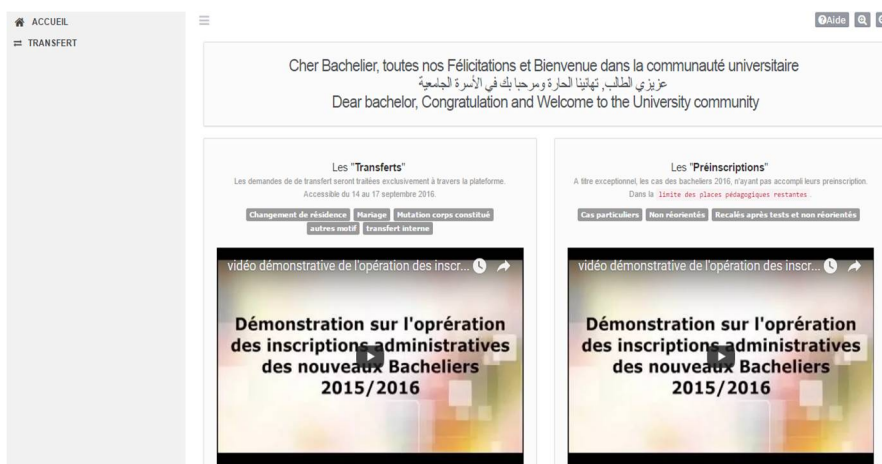 ACCUEIL
TRANSFERT
Aide
Cher Bachelier, toutes nos Félicitations et Bienvenue dans la communauté universitaire
عزيزي الطالب, تهانينا الحارة ومرحبا بك في الأسرة الجامعية
Dear bachelor, Congratulation and Welcome to the University community
Les "Transferts"
Les demandes de de transfert seront traitées exclusivement à travers la plateforme.
Accessible du 14 au 17 septembre 2016.
Changement de résidence Mariage Mutation corps constitué
autres motif transfert interne
vidéo démonstrative de l'opération des inscr...
Démonstration sur l'oprération
des inscriptions administratives
des nouveaux Bacheliers
2015/2016
Les "Préinscriptions"
A titre exceptionnel, les cas des bacheliers 2016, n'ayant pas accompli leurs preinscription.
Dans la limite des places pédagogiques restantes.
Cas particuliers Non réorientés Recalés après tests et non réorientés
vidéo démonstrative de l'opération des inscr...
Démonstration sur l'oprération
des inscriptions administratives
des nouveaux Bacheliers
2015/2016